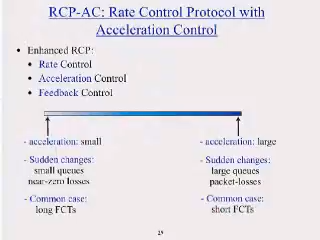 RCP-AC: Rate Control Protocol with
Acceleration Control
• Enhanced RCP:
• Rate Control
• Acceleration Control
• Feedback Control
- acceleration: small
- Sudden changes:
small queues
near-zero losses
- Common case:
long FCTs
- acceleration: large
- Sudden changes:
large queues
packet-losses
- Common case:
short FCTs
29